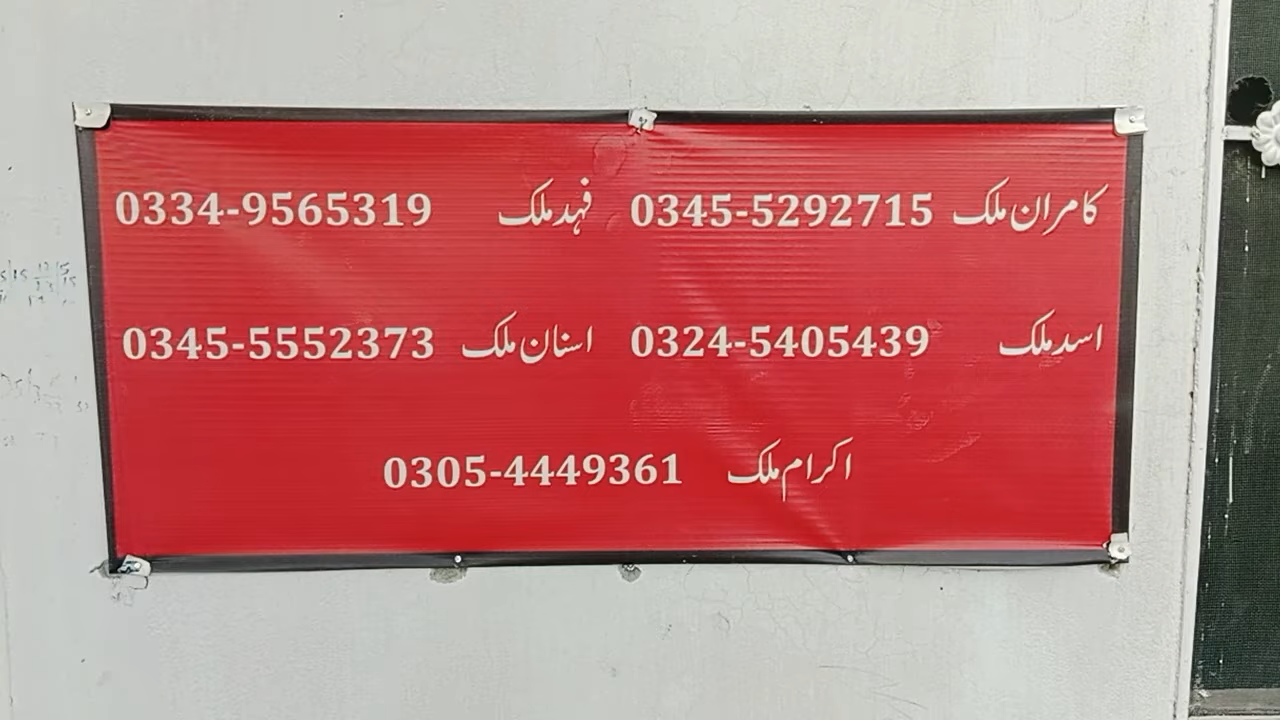 کامران ملک 0345-5292715 فہد ملک 0334-9565319
اسد ملک 0324-5405439 اسنان ملک 0345-5552373
اکرام ملک 0305-4449361